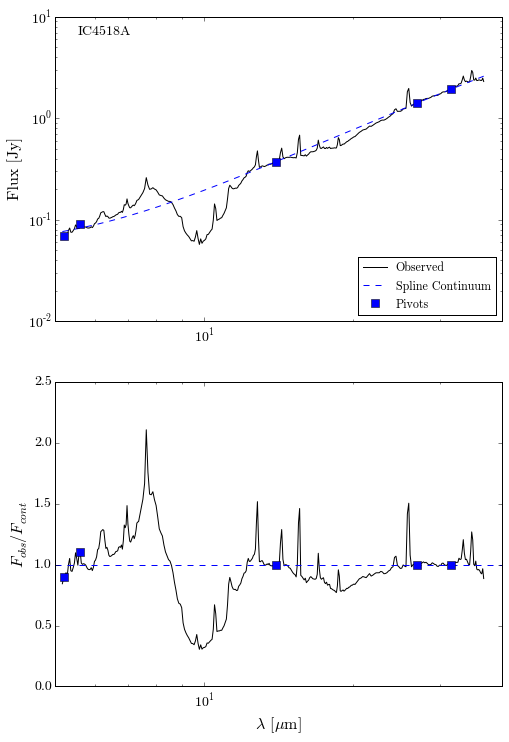 10^1
IC4518A
10^0
Flux [Jy]
10^-1
Observed
Spline Continuum
Pivots
10^-2
10^1
2.5
2.0
1.5
F_obs/F_cont
1.0
0.5
0.0
10^1
λ [μm]